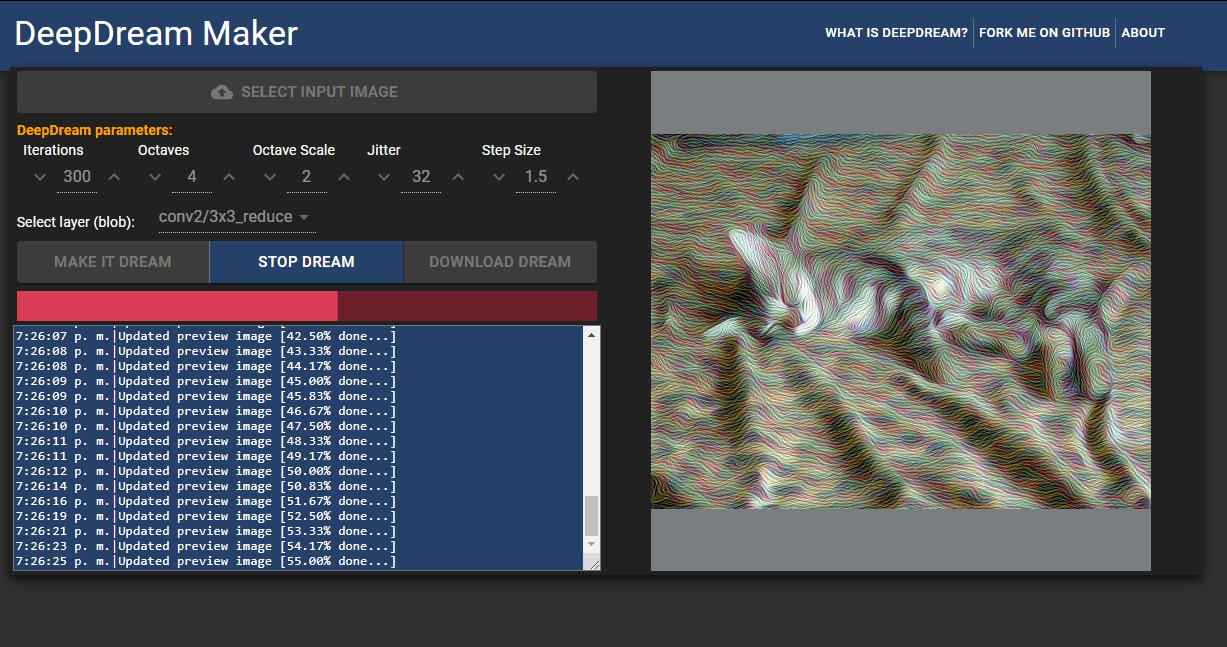 DeepDream Maker
WHAT IS DEEPDREAM? FORK ME ON GITHUB ABOUT
SELECT INPUT IMAGE
DeepDream parameters:
Iterations Octaves Octave Scale Jitter Step Size
300 4 2 32 1.5
Select layer (blob): conv2/3x3_reduce
MAKE IT DREAM STOP DREAM DOWNLOAD DREAM
7:26:07 p. m.|Updated preview image [42.50% done...]
7:26:08 p. m.|Updated preview image [43.33% done...]
7:26:08 p. m.|Updated preview image [44.17% done...]
7:26:09 p. m.|Updated preview image [45.00% done...]
7:26:09 p. m.|Updated preview image [45.83% done...]
7:26:10 p. m.|Updated preview image [46.67% done...]
7:26:10 p. m.|Updated preview image [47.50% done...]
7:26:11 p. m.|Updated preview image [48.33% done...]
7:26:11 p. m.|Updated preview image [49.17% done...]
7:26:12 p. m.|Updated preview image [50.00% done...]
7:26:14 p. m.|Updated preview image [50.83% done...]
7:26:16 p. m.|Updated preview image [51.67% done...]
7:26:19 p. m.|Updated preview image [52.50% done...]
7:26:21 p. m.|Updated preview image [53.33% done...]
7:26:23 p. m.|Updated preview image [54.17% done...]
7:26:25 p. m.|Updated preview image [55.00% done...]